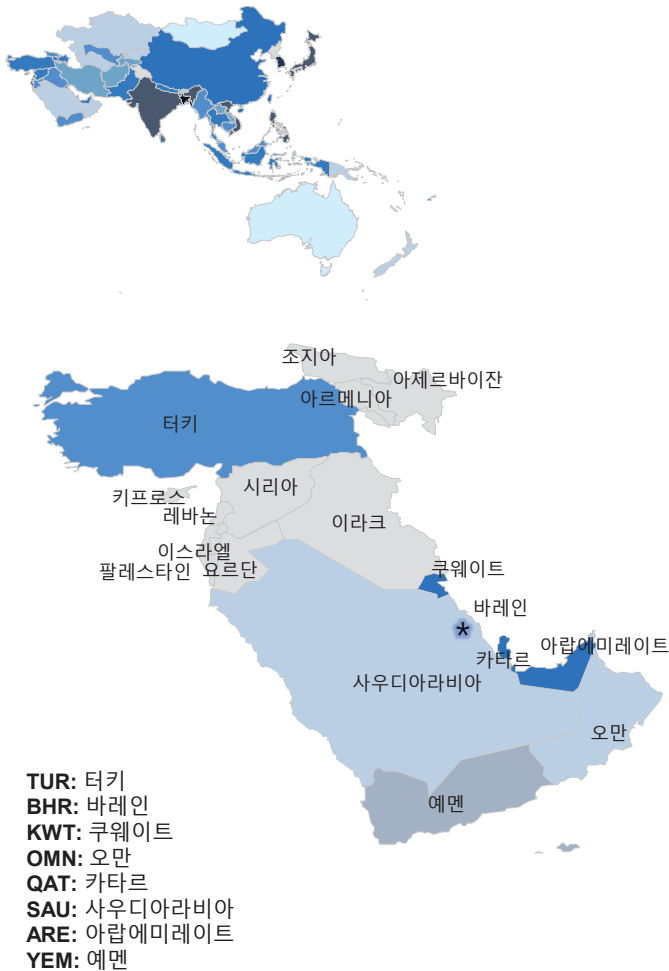 조지아
아제르바이잔
아르메니아
터키
시리아
키프로스
레바논
이라크
이스라엘
팔레스타인 요르단
쿠웨이트
바레인
*
아랍에미레이트
카타르
사우디아라비아
오만
예멘
TUR: 터키
BHR: 바레인
KWT: 쿠웨이트
OMN: 오만
QAT: 카타르
SAU: 사우디아라비아
ARE: 아랍에미레이트
YEM: 예멘